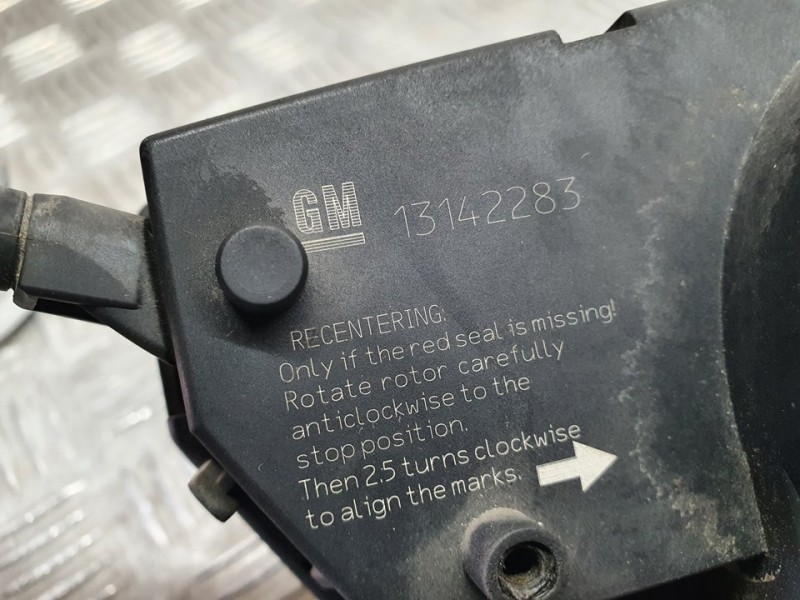 GM 13142283
RECENTERING:
Only if the red seal is missing!
Rotate rotor carefully
anticlockwise to the
stop position.
Then 2.5 turns clockwise
to align the marks.